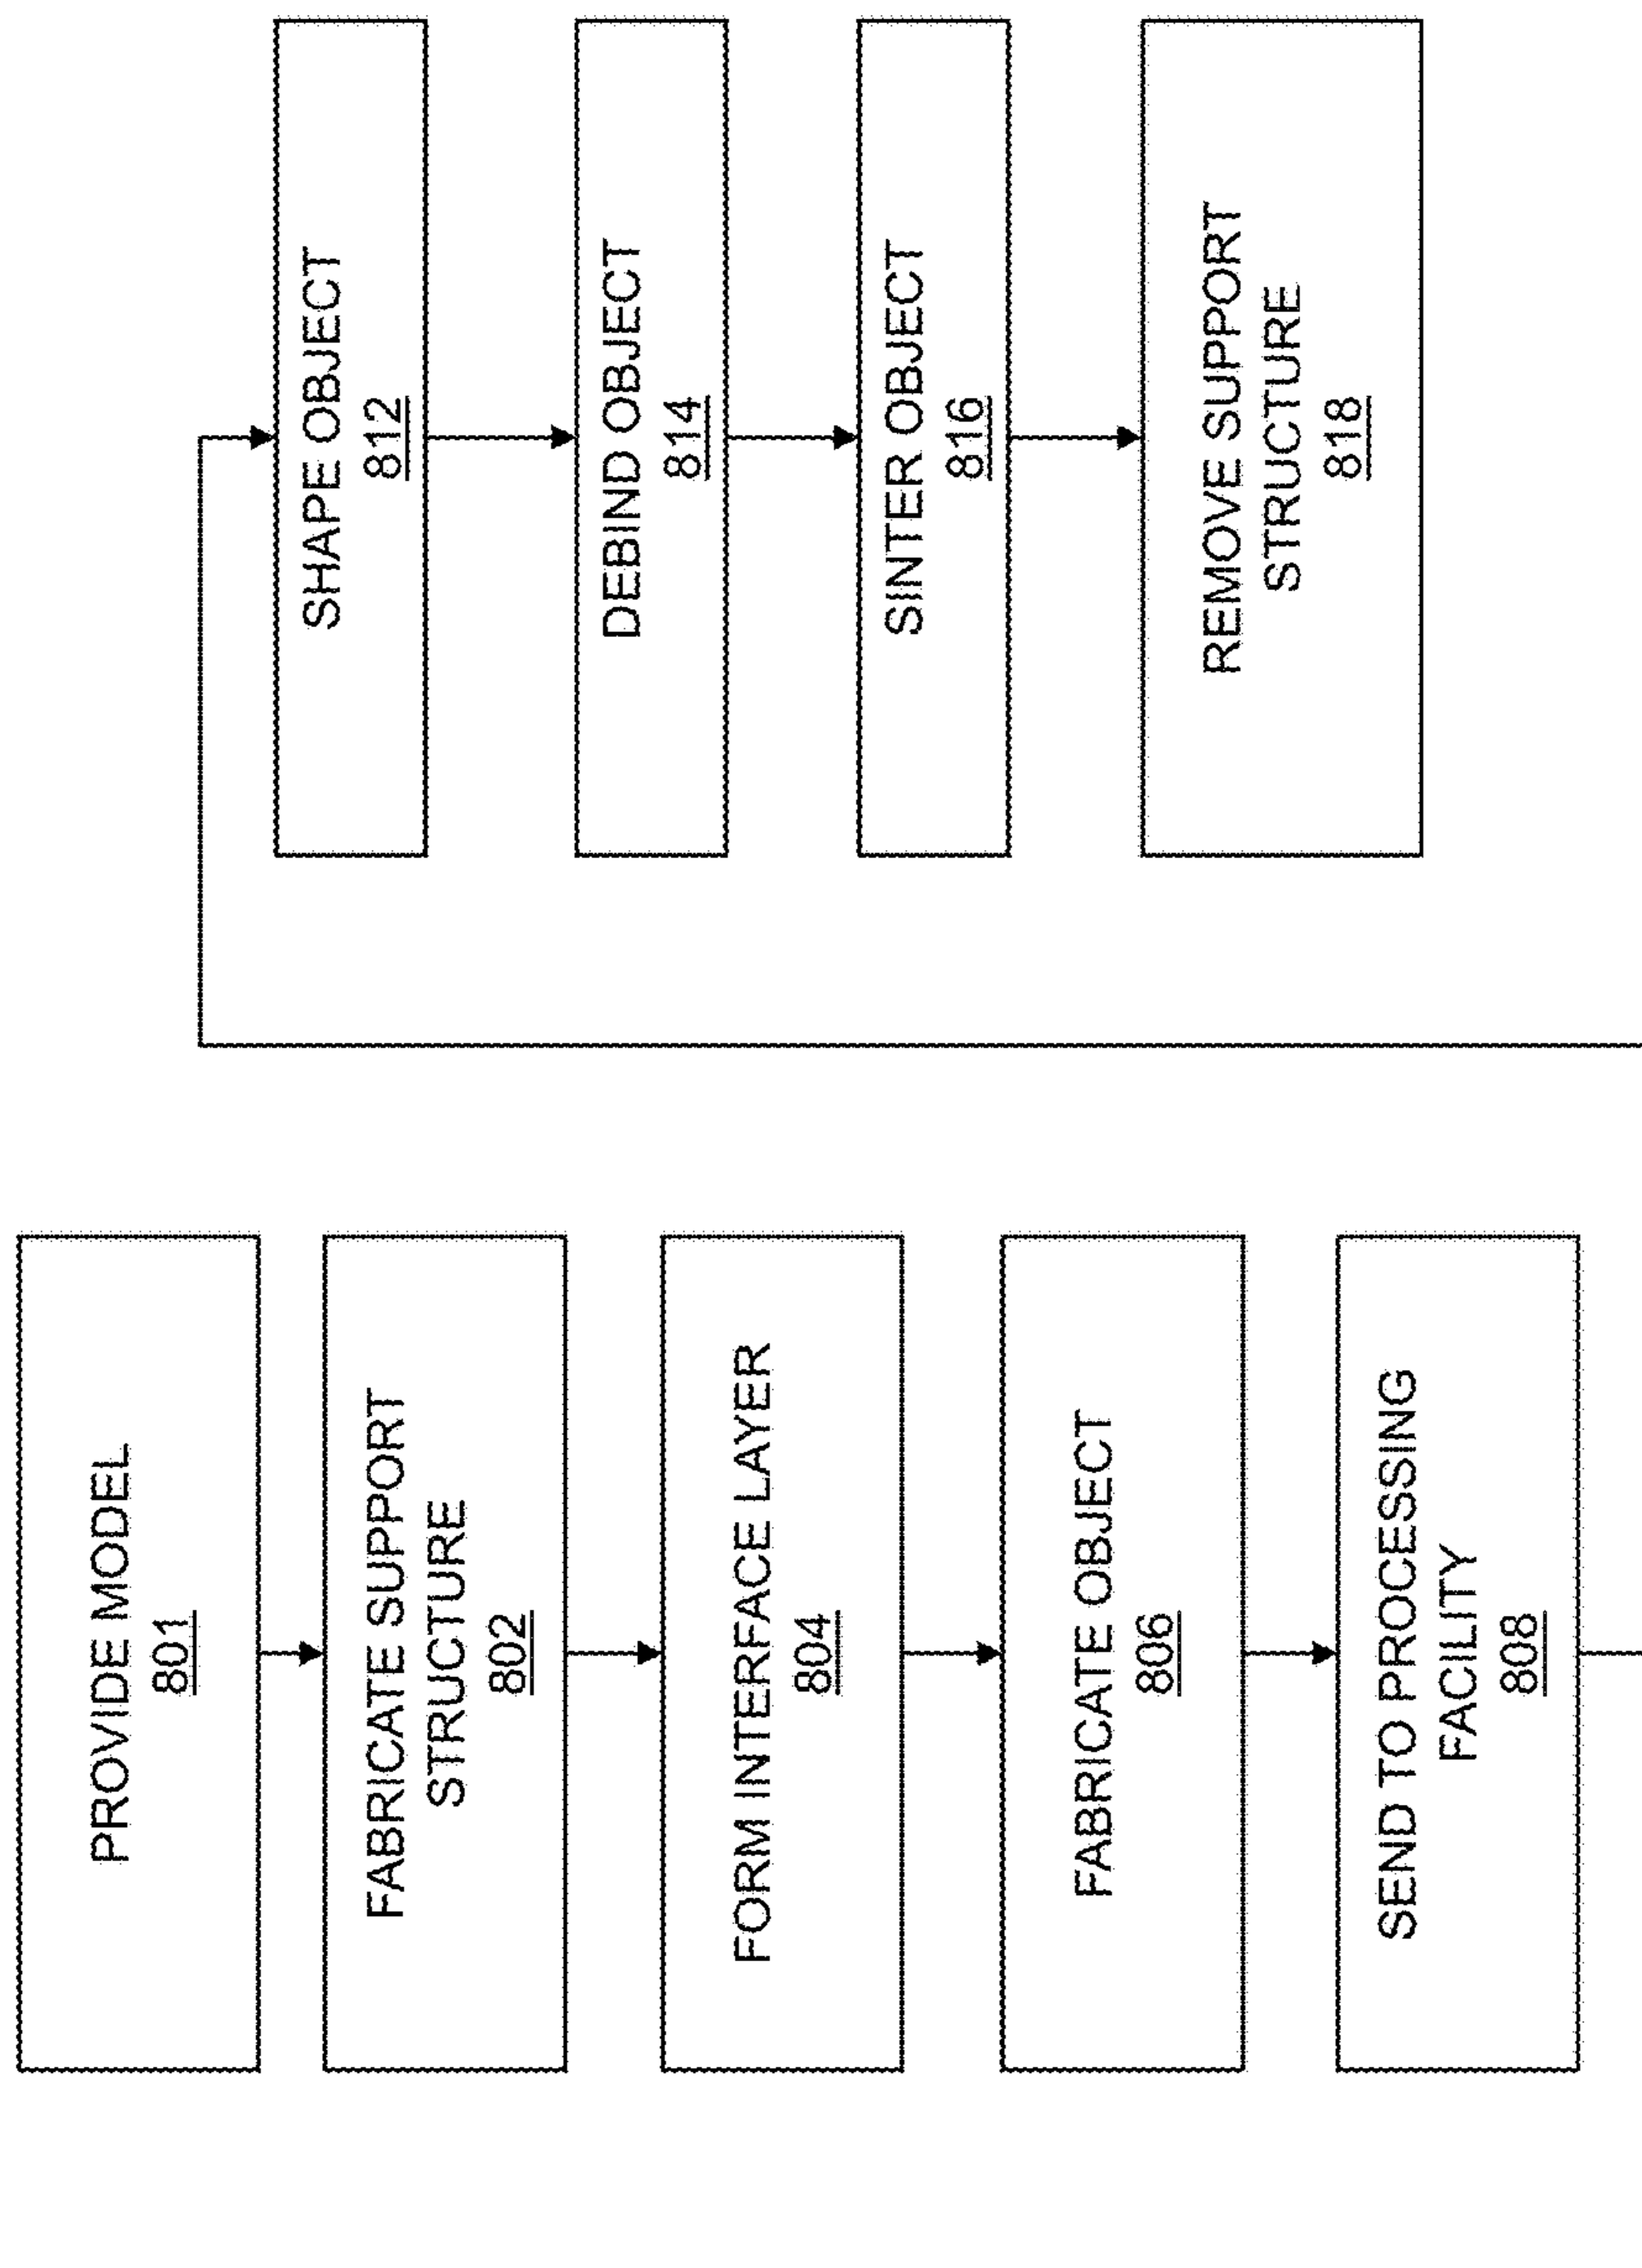 PROVIDE MODEL
801
FABRICATE SUPPORT
STRUCTURE
802
FORM INTERFACE LAYER
804
FABRICATE OBJECT
806
SEND TO PROCESSING
FACILITY
808
SHAPE OBJECT
812
DEBIND OBJECT
814
SINTER OBJECT
816
REMOVE SUPPORT
STRUCTURE
818